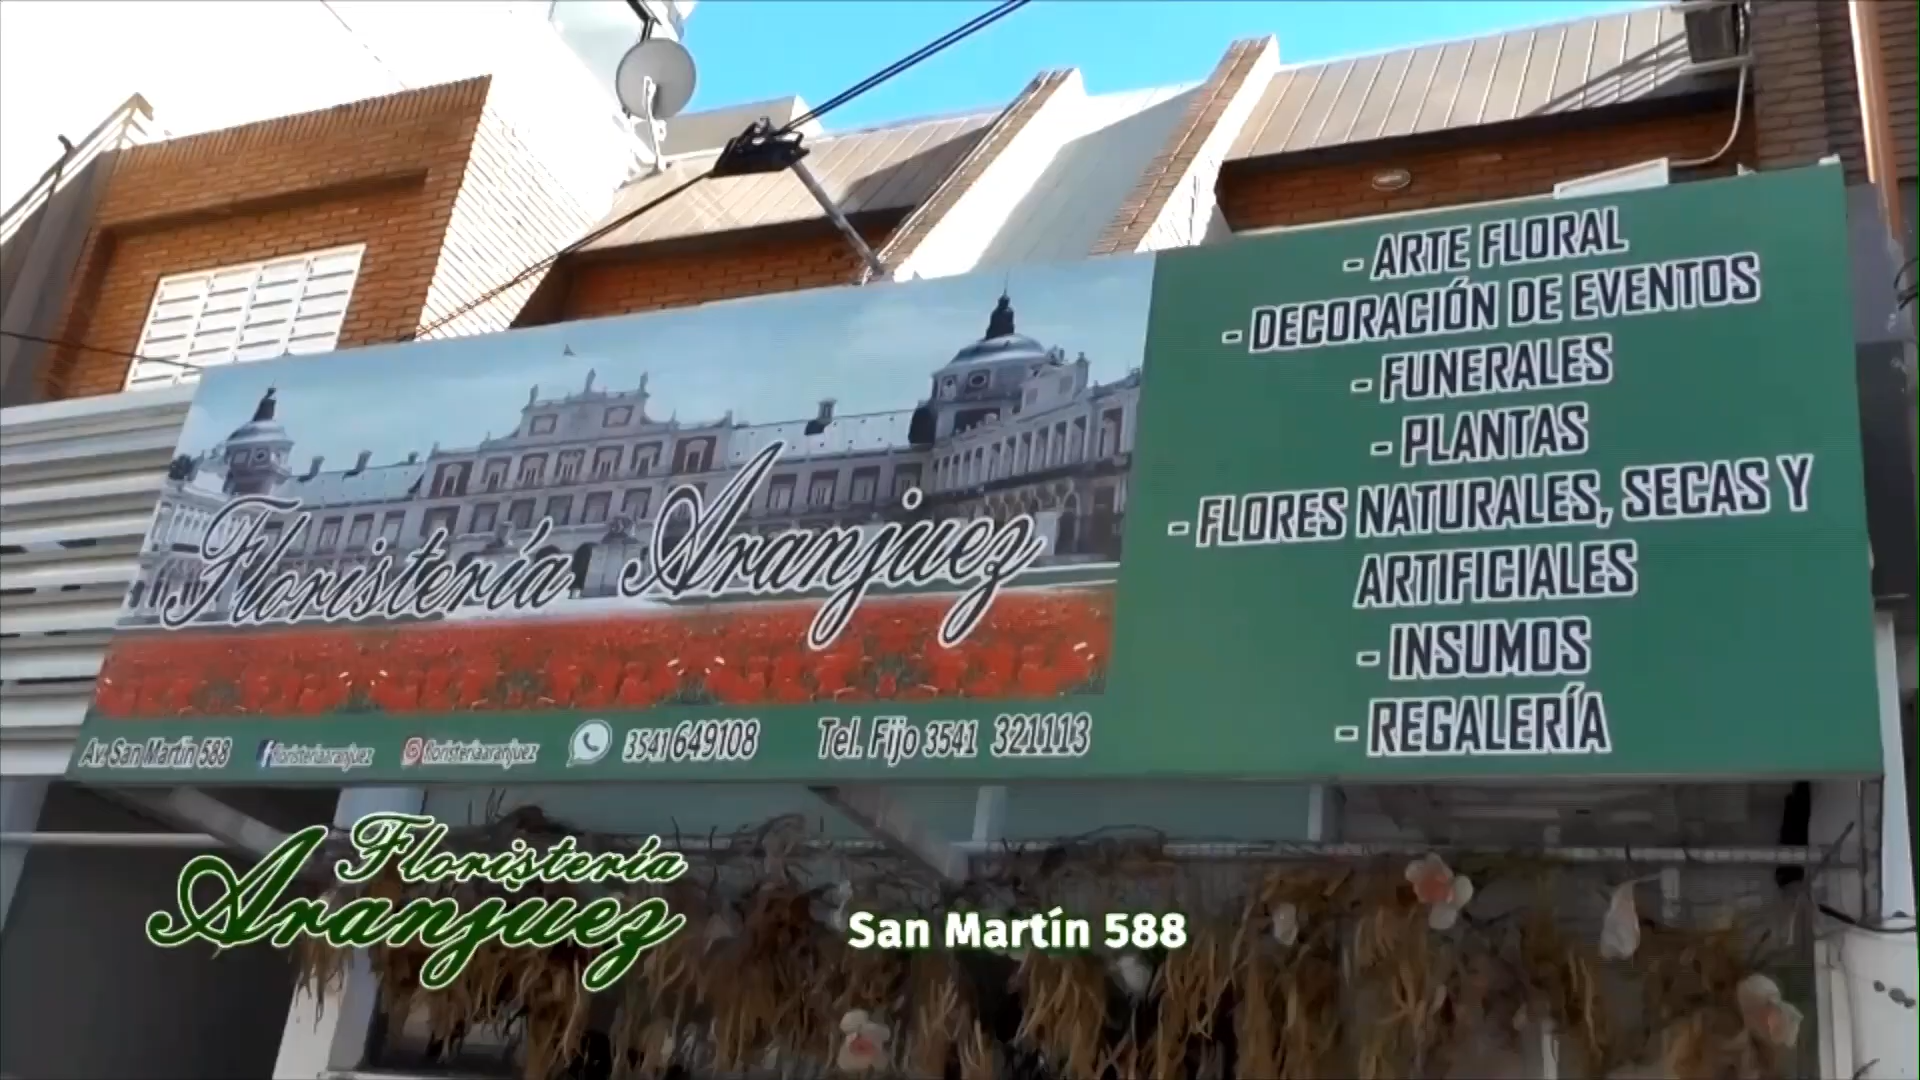 - ARTE FLORAL
- DECORACIÓN DE EVENTOS
- FUNERALES
- PLANTAS
- FLORES NATURALES, SECAS Y
ARTIFICIALES
- INSUMOS
- REGALERÍA
Floristería Aranjuez
Av. San Martín 588 floristeriaaranjuez floristeriaaranjuez 3541 649108 Tel. Fijo 3541 321113
Floristería
Aranjuez
San Martín 588